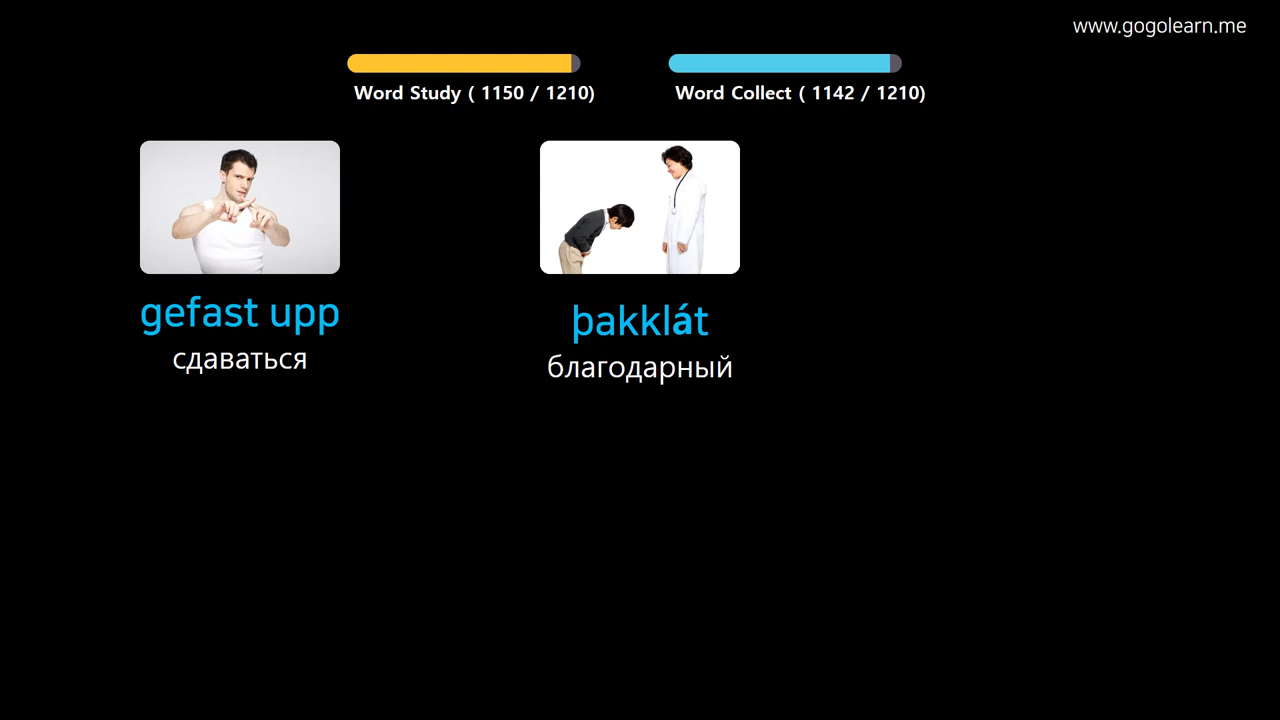 www.gogolearn.me
Word Study ( 1150 / 1210)
Word Collect ( 1142 / 1210)
gefast upp
сдаваться
þakklát
благодарный